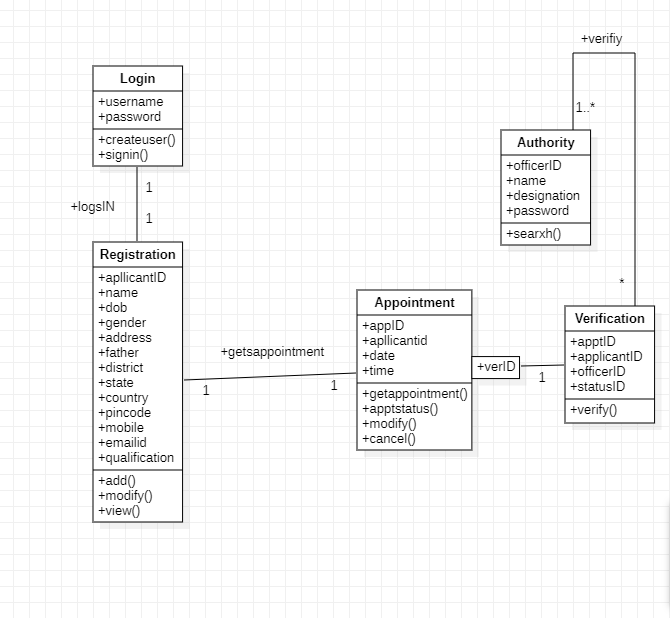 +verifiy
1..*
Login
+username
+password
+createuser()
+signin()
1
+logsIN
1
Authority
+officerID
+name
+designation
+password
+searxh()
*
Registration
+apllicantID
+name
+dob
+gender
+address
+father
+district
+state
+country
+pincode
+mobile
+emailid
+qualification
+add()
+modify()
+view()
+getsappointment
1
1
Appointment
+appID
+apllicantid
+date
+time
+getappointment()
+apptstatus()
+modify()
+cancel()
+verID
1
Verification
+apptID
+applicantID
+officerID
+statusID
+verify()